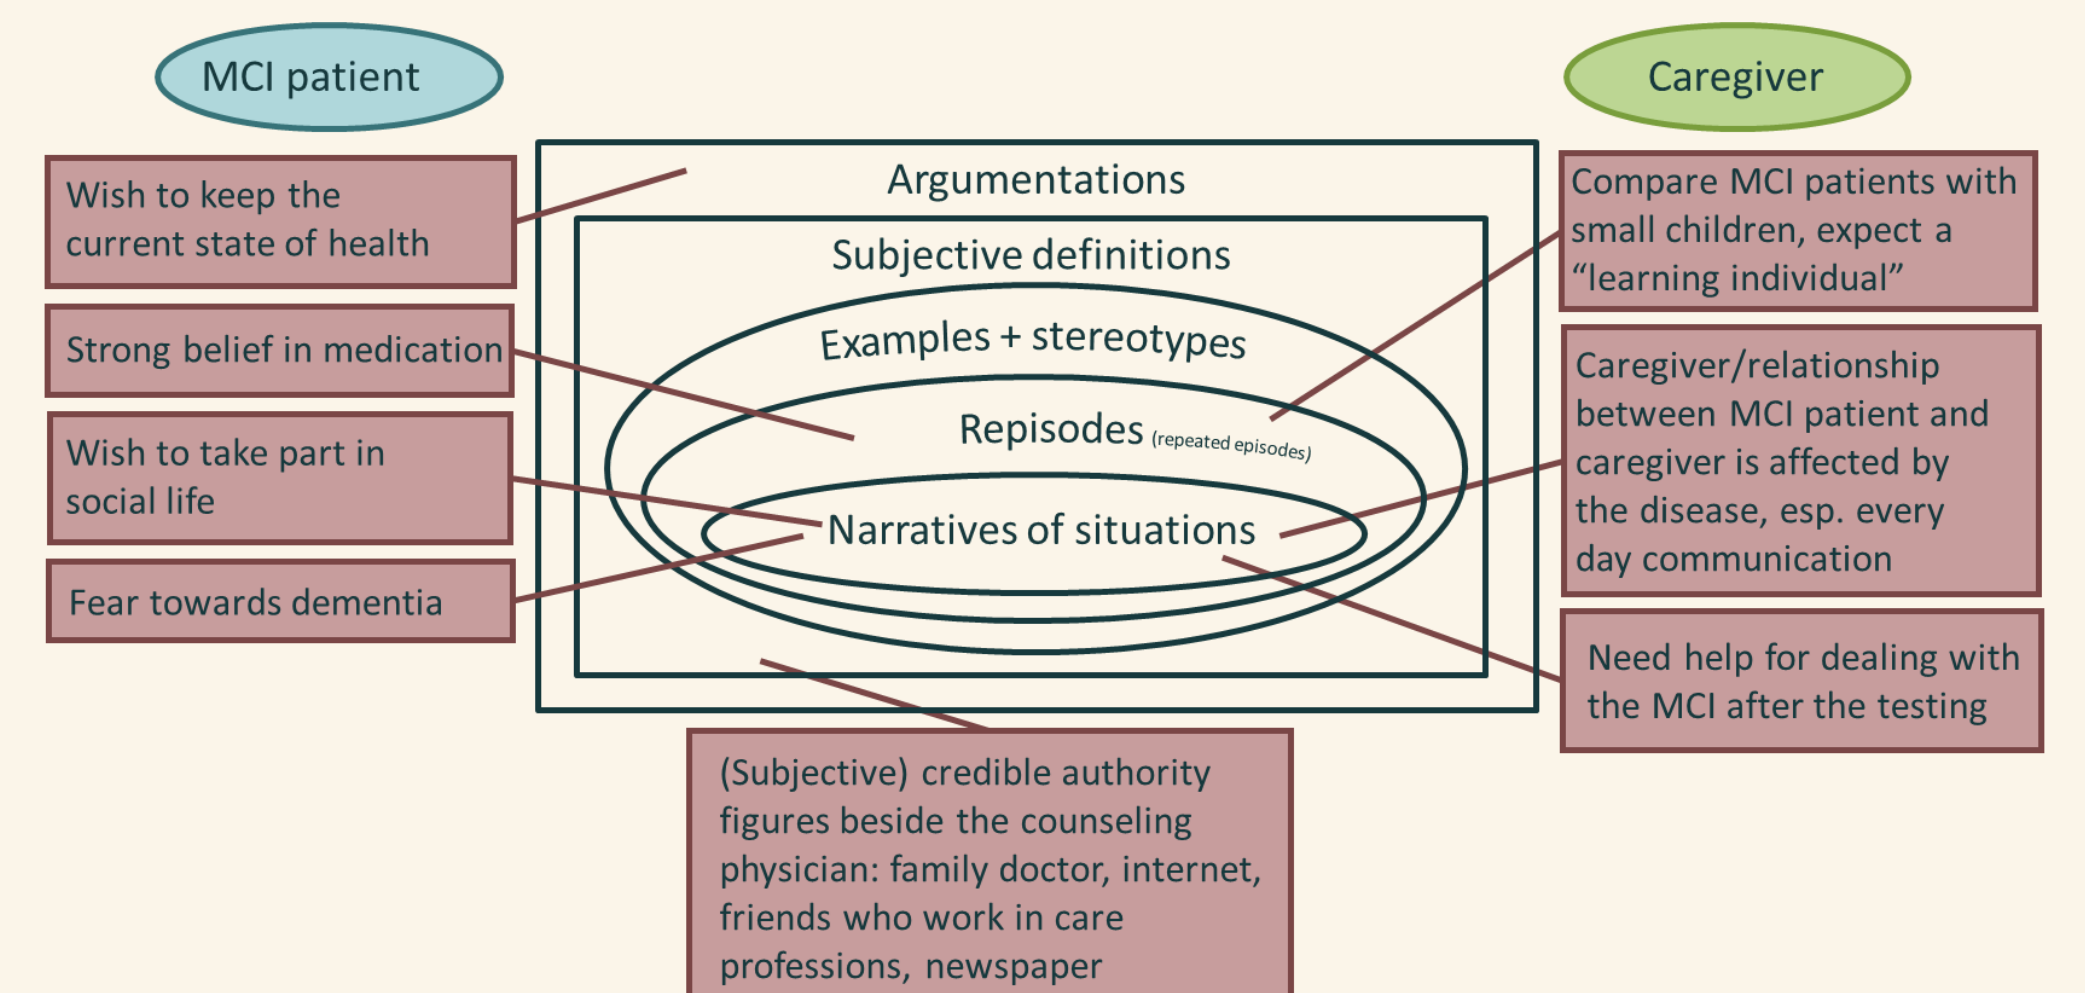 MCI patient
Caregiver
Wish to keep the
current state of health
Strong belief in medication
Wish to take part in
social life
Fear towards dementia
Argumentations
Subjective definitions
Examples + stereotypes
Repisodes (repeated episodes)
Narratives of situations
Compare MCI patients with
small children, expect a
“learning individual”
Caregiver/relationship
between MCI patient and
caregiver is affected by
the disease, esp. every
day communication
Need help for dealing with
the MCI after the testing
(Subjective) credible authority
figures beside the counseling
physician: family doctor, internet,
friends who work in care
professions, newspaper